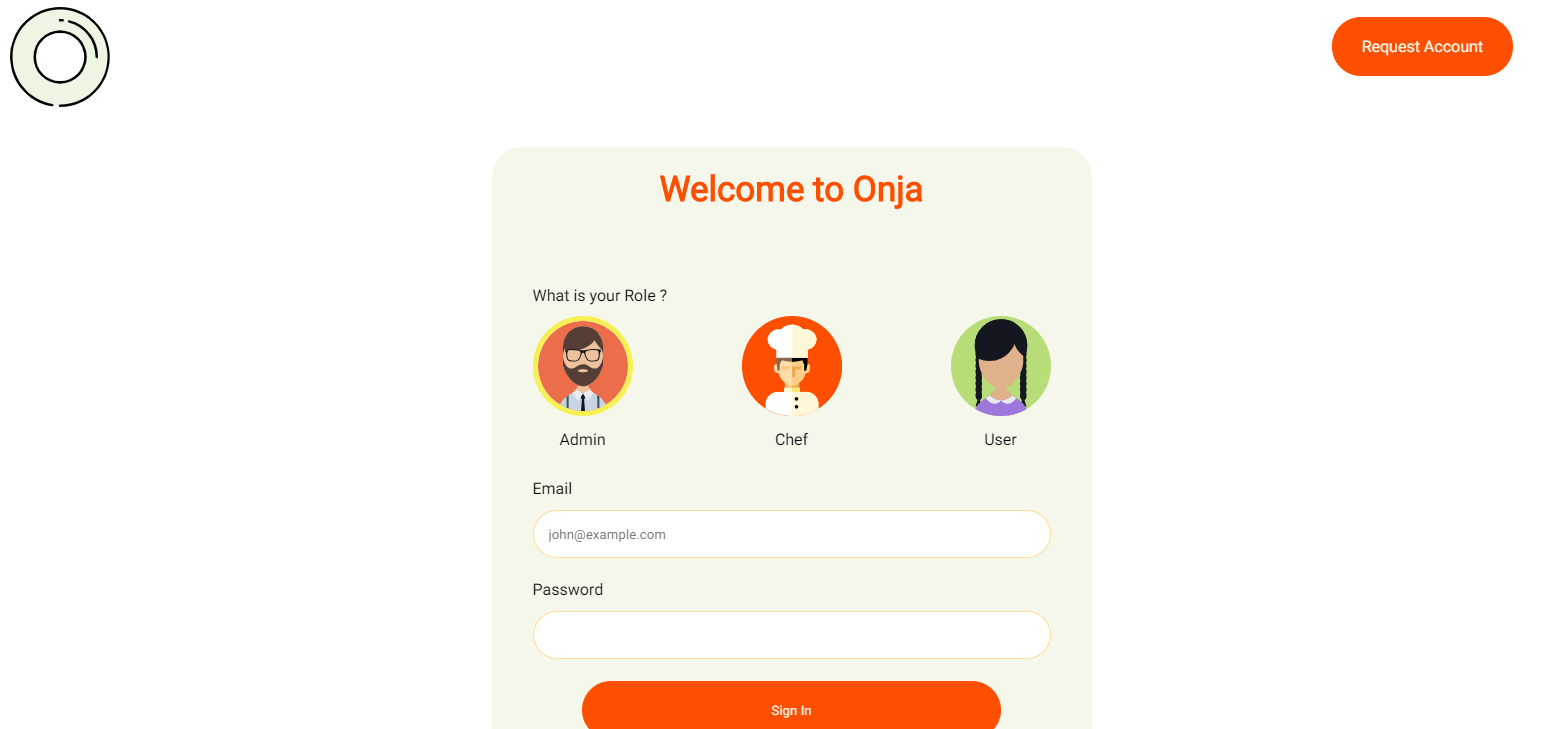 Request Account
Welcome to Onja
What is your Role ?
Admin
Chef
User
Email
john@example.com
Password
Sign In